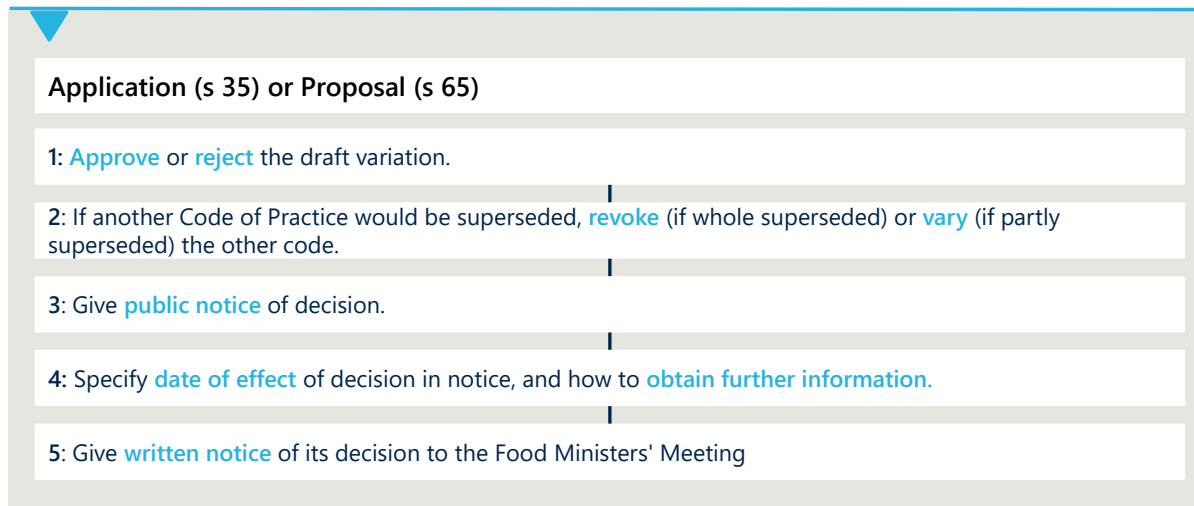 Application (s 35) or Proposal (s 65)
1: Approve or reject the draft variation.
2: If another Code of Practice would be superseded, revoke (if whole superseded) or vary (if partly
superseded) the other code.
3: Give public notice of decision.
4: Specify date of effect of decision in notice, and how to obtain further information.
5: Give written notice of its decision to the Food Ministers' Meeting